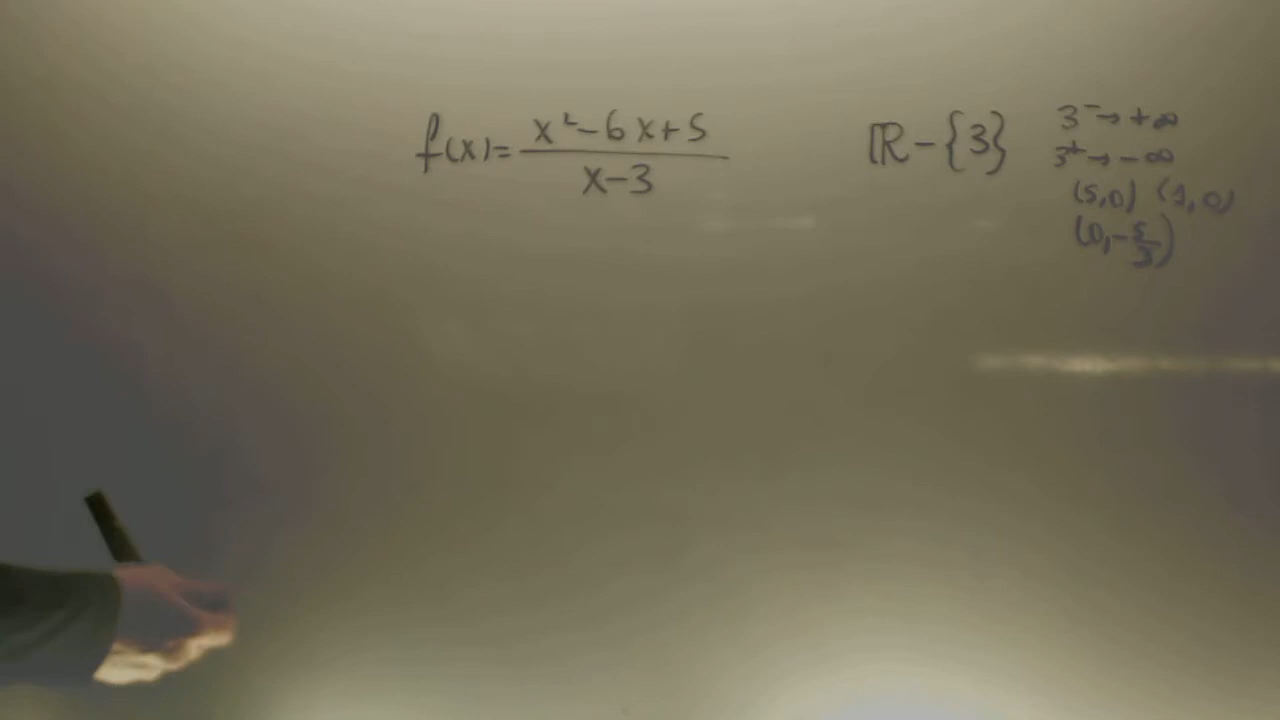 f(x)= (x²-6x+5)/(x-3)
ℝ-{3}
3⁻→+∞
3⁺→-∞
(5,0) (1,0)
(0,-5/3)